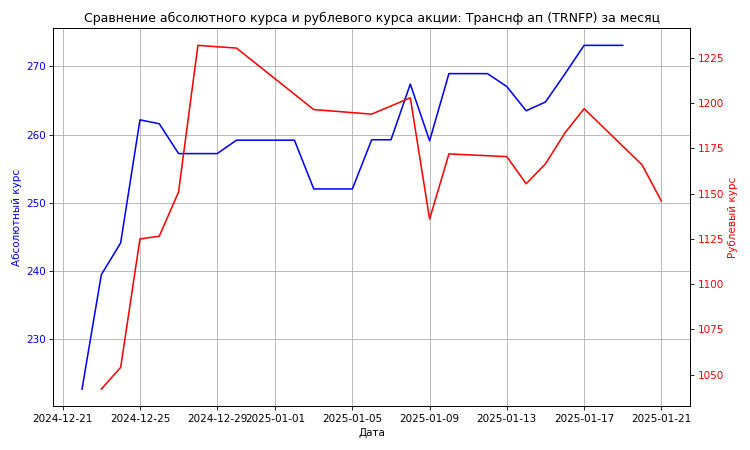 Сравнение абсолютного курса и рублевого курса акции: Транснф ап (TRNFP) за месяц
270
260
250
240
230
Абсолютный курс
1225
1200
1175
1150
1125
1100
1075
1050
Рублевый курс
2024-12-21 2024-12-25 2024-12-29 2025-01-01 2025-01-05 2025-01-09 2025-01-13 2025-01-17 2025-01-21
Дата